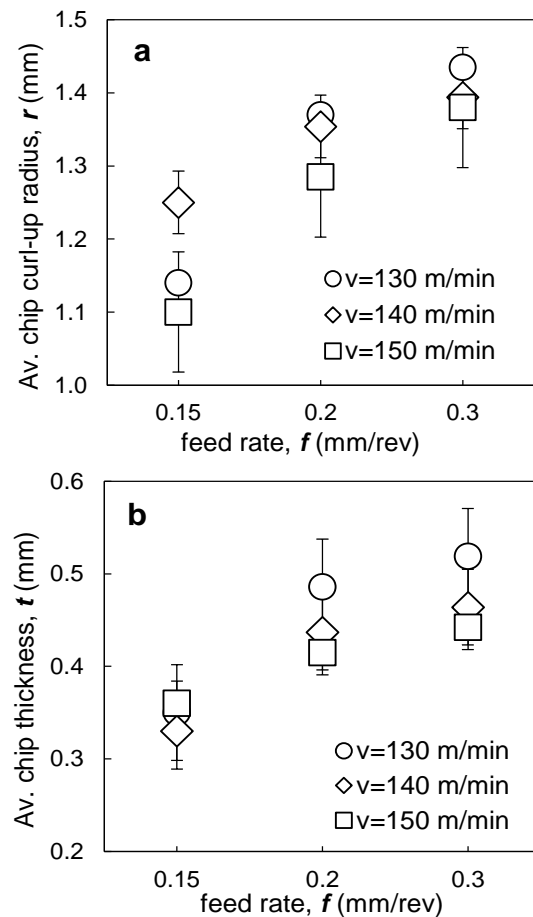 1.5
a
1.4
1.3
1.2
1.1
1.0
Av. chip curl-up radius, r (mm)
v=130 m/min
v=140 m/min
v=150 m/min
0.15 0.2 0.3
feed rate, f (mm/rev)
0.6
b
0.5
0.4
0.3
0.2
Av. chip thickness, t (mm)
v=130 m/min
v=140 m/min
v=150 m/min
0.15 0.2 0.3
feed rate, f (mm/rev)